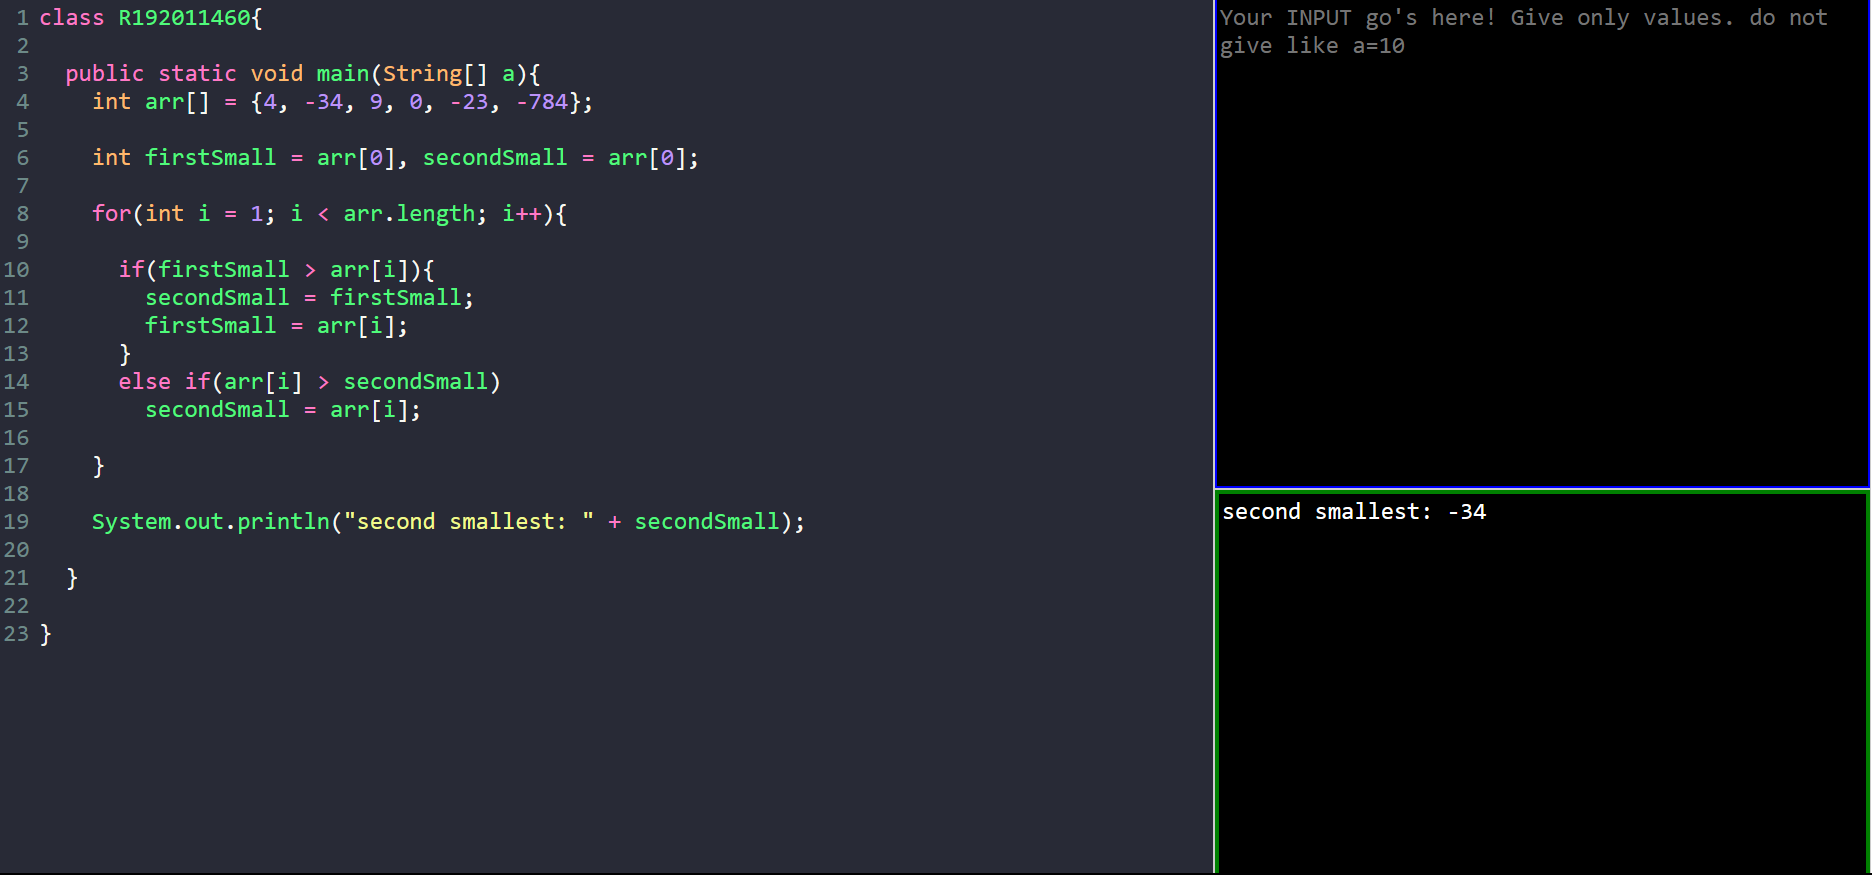 1 class R192011460{
2
3   public static void main(String[] a){
4     int arr[] = {4, -34, 9, 0, -23, -784};
5
6     int firstSmall = arr[0], secondSmall = arr[0];
7
8     for(int i = 1; i < arr.length; i++){
9
10       if(firstSmall > arr[i]){
11         secondSmall = firstSmall;
12         firstSmall = arr[i];
13       }
14       else if(arr[i] > secondSmall)
15         secondSmall = arr[i];
16
17     }
18
19     System.out.println("second smallest: " + secondSmall);
20
21   }
22
23 }
Your INPUT go's here! Give only values. do not
give like a=10
second smallest: -34